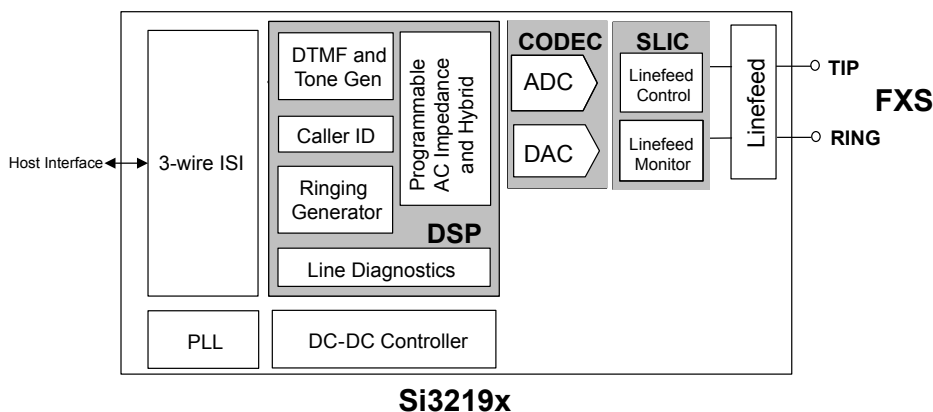 Host Interface
3-wire ISI
PLL
DTMF and
Tone Gen
Caller ID
Ringing
Generator
Programmable
AC Impedance
and Hybrid
DSP
Line Diagnostics
DC-DC Controller
CODEC
ADC
DAC
SLIC
Linefeed
Control
Linefeed
Monitor
Linefeed
TIP
FXS
RING
Si3219x